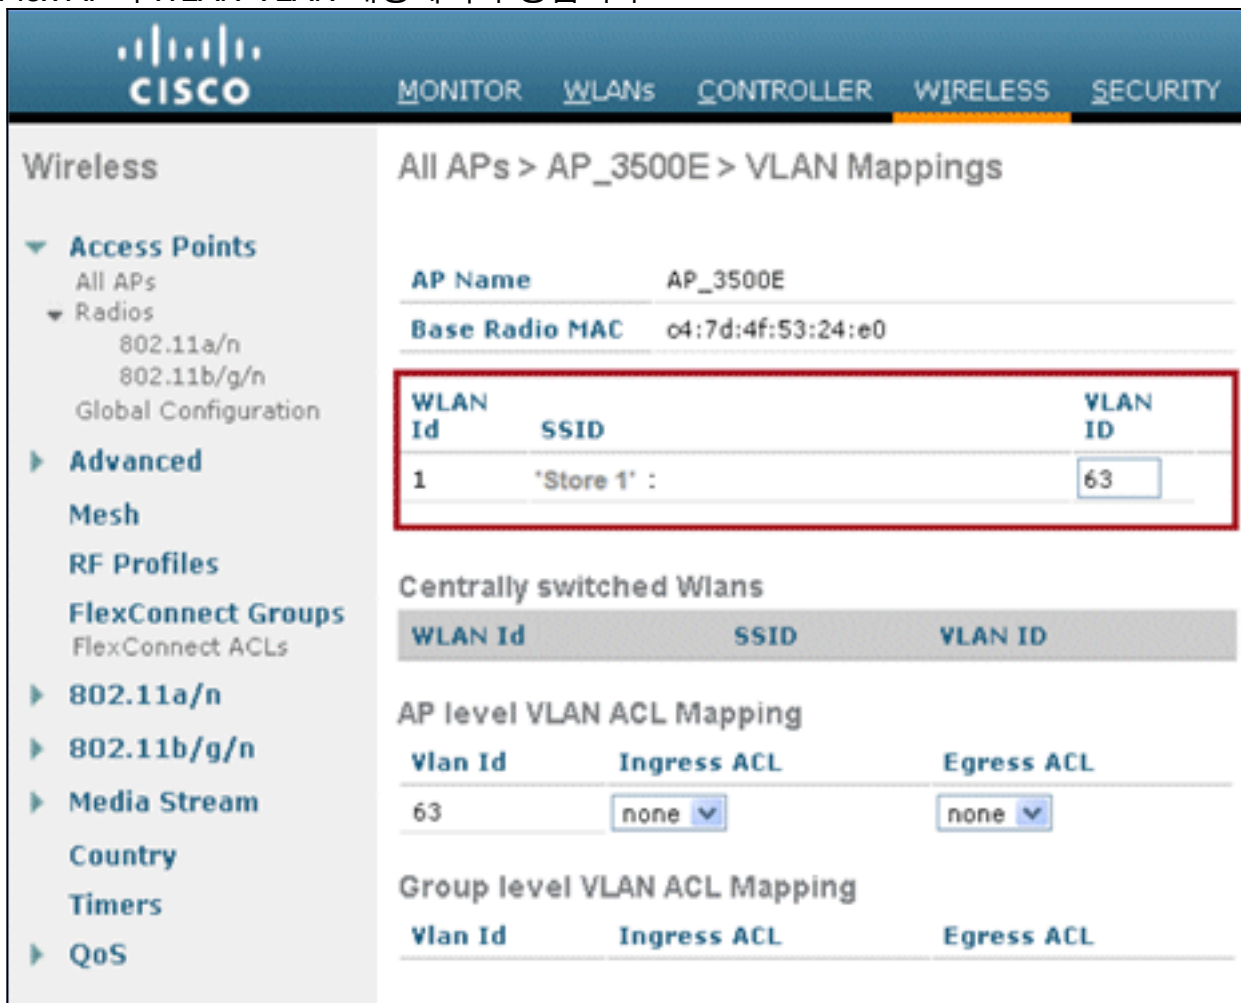 CISCO
MONITOR WLANs CONTROLLER WIRELESS SECURITY
Wireless
Access Points
All APs
Radios
802.11a/n
802.11b/g/n
Global Configuration
Advanced
Mesh
RF Profiles
FlexConnect Groups
FlexConnect ACLs
802.11a/n
802.11b/g/n
Media Stream
Country
Timers
QoS
All APs > AP_3500E > VLAN Mappings
AP Name AP_3500E
Base Radio MAC c4:7d:4f:53:24:e0
WLAN Id SSID VLAN ID
1 "Store 1" : 63
Centrally switched Wlans
WLAN Id SSID VLAN ID
AP level VLAN ACL Mapping
Vlan Id Ingress ACL Egress ACL
63 none none
Group level VLAN ACL Mapping
Vlan Id Ingress ACL Egress ACL